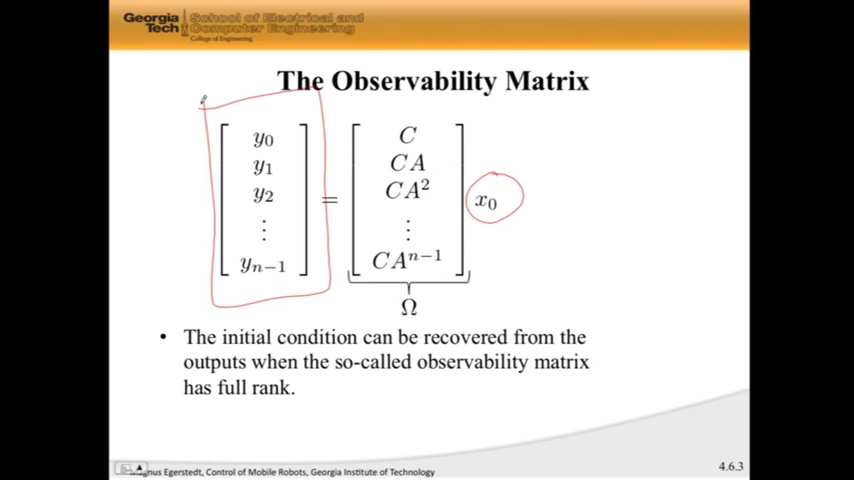 Georgia Tech
College of Engineering
School of Electrical and
Computer Engineering
The Observability Matrix
y₀
y₁
y₂
⋮
yₙ₋₁
=
C
CA
CA²
⋮
CAⁿ⁻¹
x₀
Ω
• The initial condition can be recovered from the
outputs when the so-called observability matrix
has full rank.
Egerstedt, Control of Mobile Robots, Georgia Institute of Technology
4.6.3